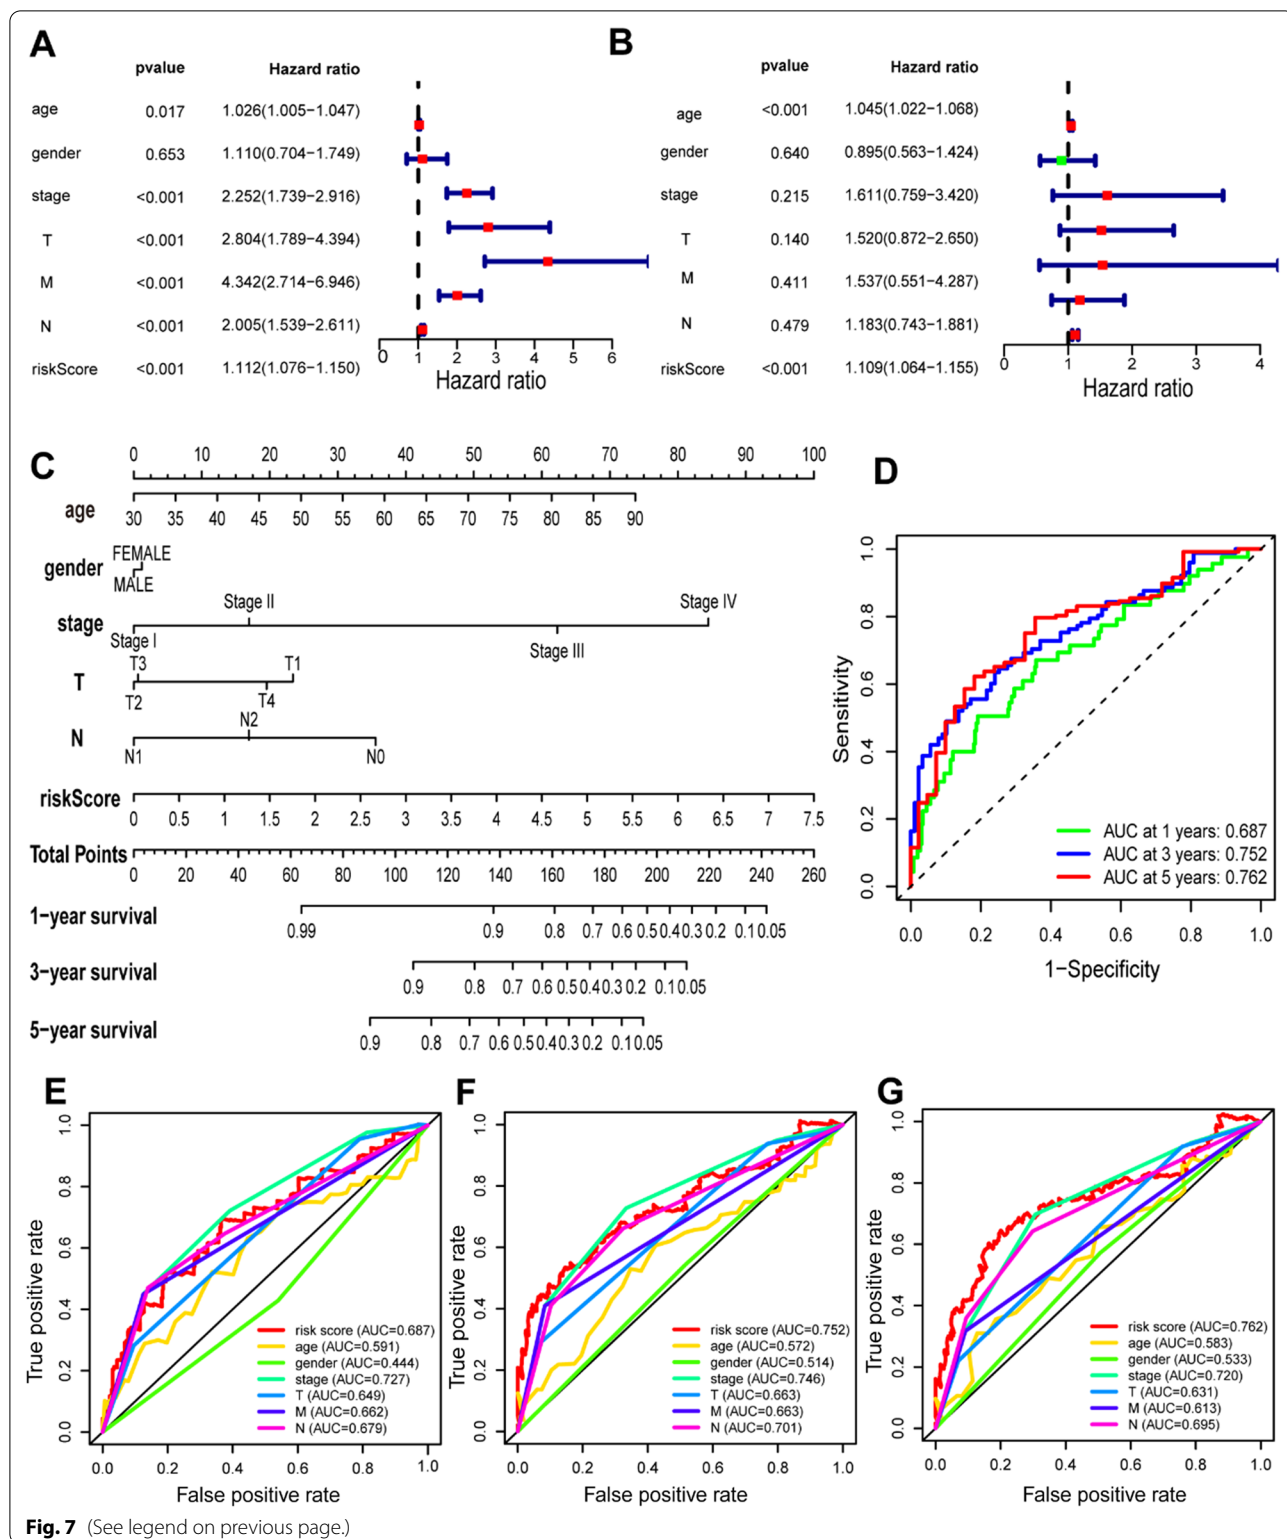 A
pvalue Hazard ratio
age 0.017 1.026(1.005−1.047)
gender 0.653 1.110(0.704−1.749)
stage <0.001 2.252(1.739−2.916)
T <0.001 2.804(1.789−4.394)
M <0.001 4.342(2.714−6.946)
N <0.001 2.005(1.539−2.611)
riskScore <0.001 1.112(1.076−1.150)
0 1 2 3 4 5 6
Hazard ratio
B
pvalue Hazard ratio
age <0.001 1.045(1.022−1.068)
gender 0.640 0.895(0.563−1.424)
stage 0.215 1.611(0.759−3.420)
T 0.140 1.520(0.872−2.650)
M 0.411 1.537(0.551−4.287)
N 0.479 1.183(0.743−1.881)
riskScore <0.001 1.109(1.064−1.155)
0 1 2 3 4
Hazard ratio
C
0 10 20 30 40 50 60 70 80 90 100
age
30 35 40 45 50 55 60 65 70 75 80 85 90
FEMALE
gender
MALE
Stage II Stage IV
stage
Stage I Stage III
T3 T1
T
T2 T4
N2
N
N1 N0
riskScore
0 0.5 1 1.5 2 2.5 3 3.5 4 4.5 5 5.5 6 6.5 7 7.5
Total Points
0 20 40 60 80 100 120 140 160 180 200 220 240 260
1−year survival
0.99 0.9 0.8 0.7 0.6 0.5 0.4 0.3 0.2 0.1 0.05
3−year survival
0.9 0.8 0.7 0.6 0.5 0.4 0.3 0.2 0.1 0.05
5−year survival
0.9 0.8 0.7 0.6 0.5 0.4 0.3 0.2 0.1 0.05
D
Sensitivity
1.0
0.8
0.6
0.4
0.2
0.0
AUC at 1 years: 0.687
AUC at 3 years: 0.752
AUC at 5 years: 0.762
0.0 0.2 0.4 0.6 0.8 1.0
1−Specificity
E
True positive rate
1.0
0.8
0.6
0.4
0.2
0.0
risk score (AUC=0.687)
age (AUC=0.591)
gender (AUC=0.444)
stage (AUC=0.727)
T (AUC=0.649)
M (AUC=0.662)
N (AUC=0.679)
0.0 0.2 0.4 0.6 0.8 1.0
False positive rate
F
True positive rate
1.0
0.8
0.6
0.4
0.2
0.0
risk score (AUC=0.752)
age (AUC=0.572)
gender (AUC=0.514)
stage (AUC=0.746)
T (AUC=0.663)
M (AUC=0.663)
N (AUC=0.701)
0.0 0.2 0.4 0.6 0.8 1.0
False positive rate
G
True positive rate
1.0
0.8
0.6
0.4
0.2
0.0
risk score (AUC=0.762)
age (AUC=0.583)
gender (AUC=0.533)
stage (AUC=0.720)
T (AUC=0.631)
M (AUC=0.613)
N (AUC=0.695)
0.0 0.2 0.4 0.6 0.8 1.0
False positive rate
Fig. 7 (See legend on previous page.)